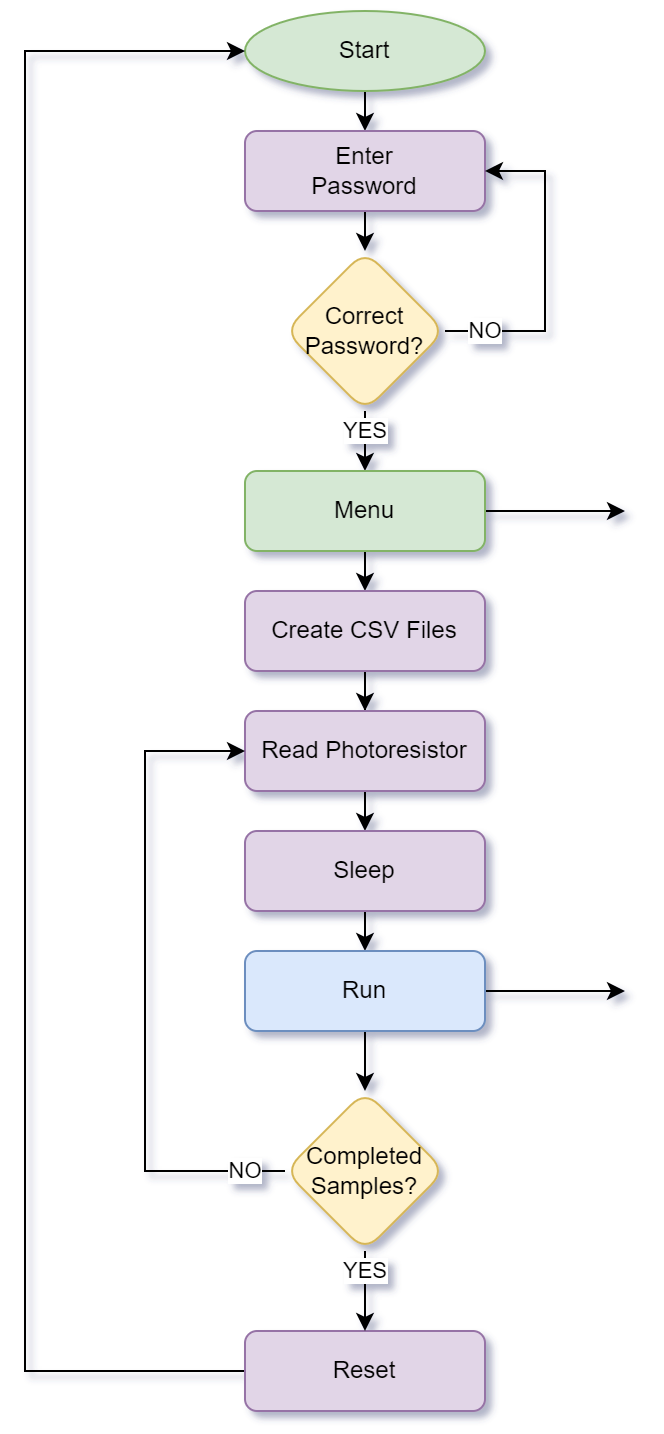 Start
Enter
Password
Correct
Password?
NO
YES
Menu
Create CSV Files
Read Photoresistor
Sleep
Run
Completed
Samples?
NO
YES
Reset